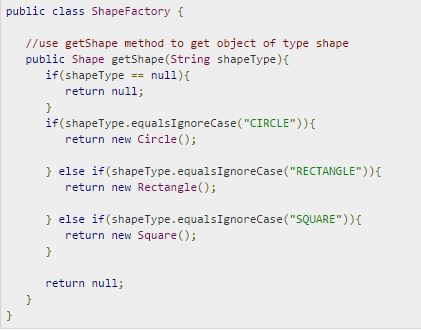 public class ShapeFactory {
//use getShape method to get object of type shape
public Shape getShape(String shapeType){
if(shapeType == null){
return null;
}
if(shapeType.equalsIgnoreCase("CIRCLE")){
return new Circle();
} else if(shapeType.equalsIgnoreCase("RECTANGLE")){
return new Rectangle();
} else if(shapeType.equalsIgnoreCase("SQUARE")){
return new Square();
}
return null;
}
}